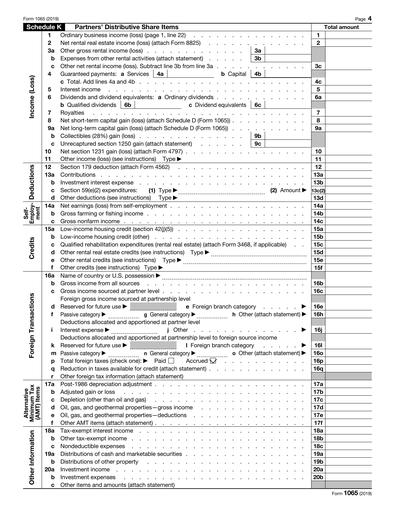 Form 1065 (2019) Page 4
Schedule K Partners' Distributive Share Items Total amount
Income (Loss)
1 Ordinary business income (loss) (page 1, line 22) 1
2 Net rental real estate income (loss) (attach Form 8825) 2
3a Other gross rental income (loss) 3a
b Expenses from other rental activities (attach statement) 3b
c Other net rental income (loss). Subtract line 3b from line 3a 3c
4 Guaranteed payments: a Services 4a b Capital 4b
c Total. Add lines 4a and 4b 4c
5 Interest income 5
6 Dividends and dividend equivalents: a Ordinary dividends 6a
b Qualified dividends 6b c Dividend equivalents 6c
7 Royalties 7
8 Net short-term capital gain (loss) (attach Schedule D (Form 1065)) 8
9a Net long-term capital gain (loss) (attach Schedule D (Form 1065)) 9a
b Collectibles (28%) gain (loss) 9b
c Unrecaptured section 1250 gain (attach statement) 9c
10 Net section 1231 gain (loss) (attach Form 4797) 10
11 Other income (loss) (see instructions) Type ▶ 11
Deductions
12 Section 179 deduction (attach Form 4562) 12
13a Contributions 13a
b Investment interest expense 13b
c Section 59(e)(2) expenditures: (1) Type ▶ (2) Amount ▶ 13c(2)
d Other deductions (see instructions) Type ▶ 13d
Self-Employment
14a Net earnings (loss) from self-employment 14a
b Gross farming or fishing income 14b
c Gross nonfarm income 14c
Credits
15a Low-income housing credit (section 42(j)(5)) 15a
b Low-income housing credit (other) 15b
c Qualified rehabilitation expenditures (rental real estate) (attach Form 3468, if applicable) 15c
d Other rental real estate credits (see instructions) Type ▶ 15d
e Other rental credits (see instructions) Type ▶ 15e
f Other credits (see instructions) Type ▶ 15f
Foreign Transactions
16a Name of country or U.S. possession ▶
b Gross income from all sources 16b
c Gross income sourced at partner level 16c
Foreign gross income sourced at partnership level
d Reserved for future use ▶ e Foreign branch category ▶ 16e
f Passive category ▶ g General category ▶ h Other (attach statement) ▶ 16h
Deductions allocated and apportioned at partner level
i Interest expense ▶ j Other ▶ 16j
Deductions allocated and apportioned at partnership level to foreign source income
k Reserved for future use ▶ l Foreign branch category ▶ 16l
m Passive category ▶ n General category ▶ o Other (attach statement) ▶ 16o
p Total foreign taxes (check one): ▶ Paid Accrued 16p
q Reduction in taxes available for credit (attach statement) 16q
r Other foreign tax information (attach statement)
Alternative Minimum Tax (AMT) Items
17a Post-1986 depreciation adjustment 17a
b Adjusted gain or loss 17b
c Depletion (other than oil and gas) 17c
d Oil, gas, and geothermal properties—gross income 17d
e Oil, gas, and geothermal properties—deductions 17e
f Other AMT items (attach statement) 17f
Other Information
18a Tax-exempt interest income 18a
b Other tax-exempt income 18b
c Nondeductible expenses 18c
19a Distributions of cash and marketable securities 19a
b Distributions of other property 19b
20a Investment income 20a
b Investment expenses 20b
c Other items and amounts (attach statement)
Form 1065 (2019)